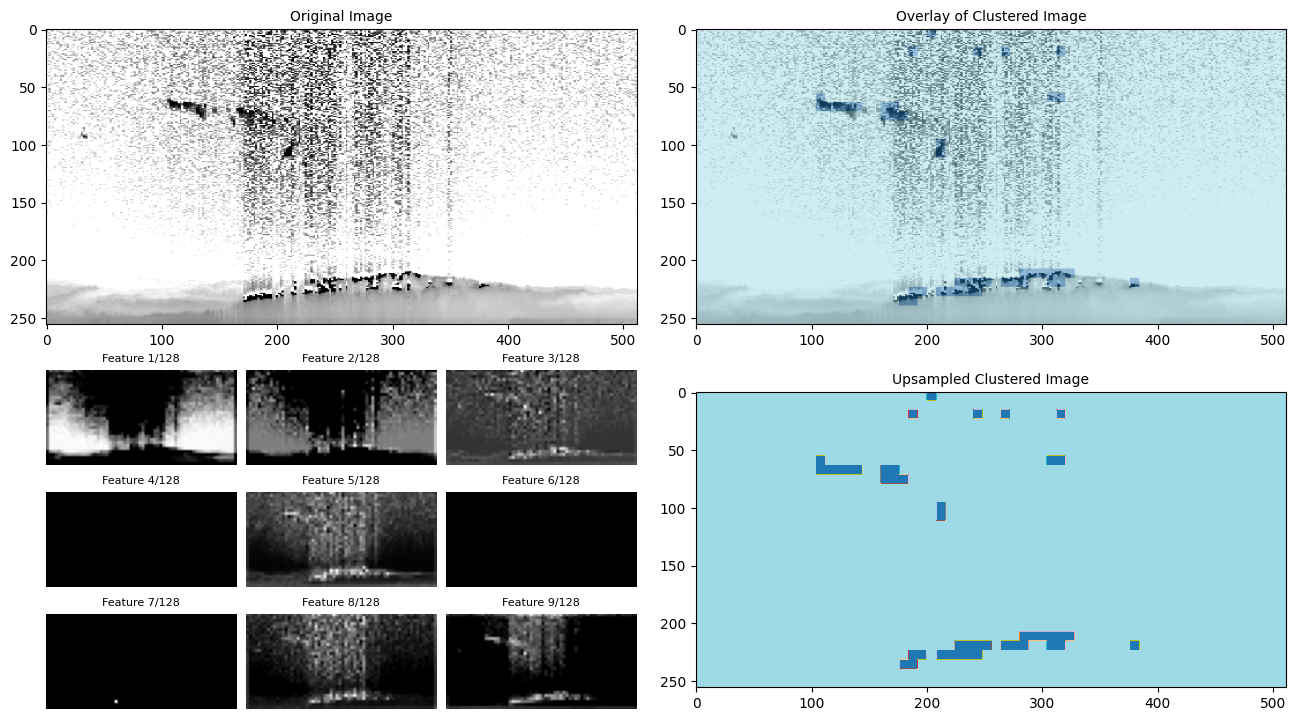 Original Image
0
50
100
150
200
250
0 100 200 300 400 500
Overlay of Clustered Image
0
50
100
150
200
250
0 100 200 300 400 500
Feature 1/128 Feature 2/128 Feature 3/128
Feature 4/128 Feature 5/128 Feature 6/128
Feature 7/128 Feature 8/128 Feature 9/128
Upsampled Clustered Image
0
50
100
150
200
250
0 100 200 300 400 500